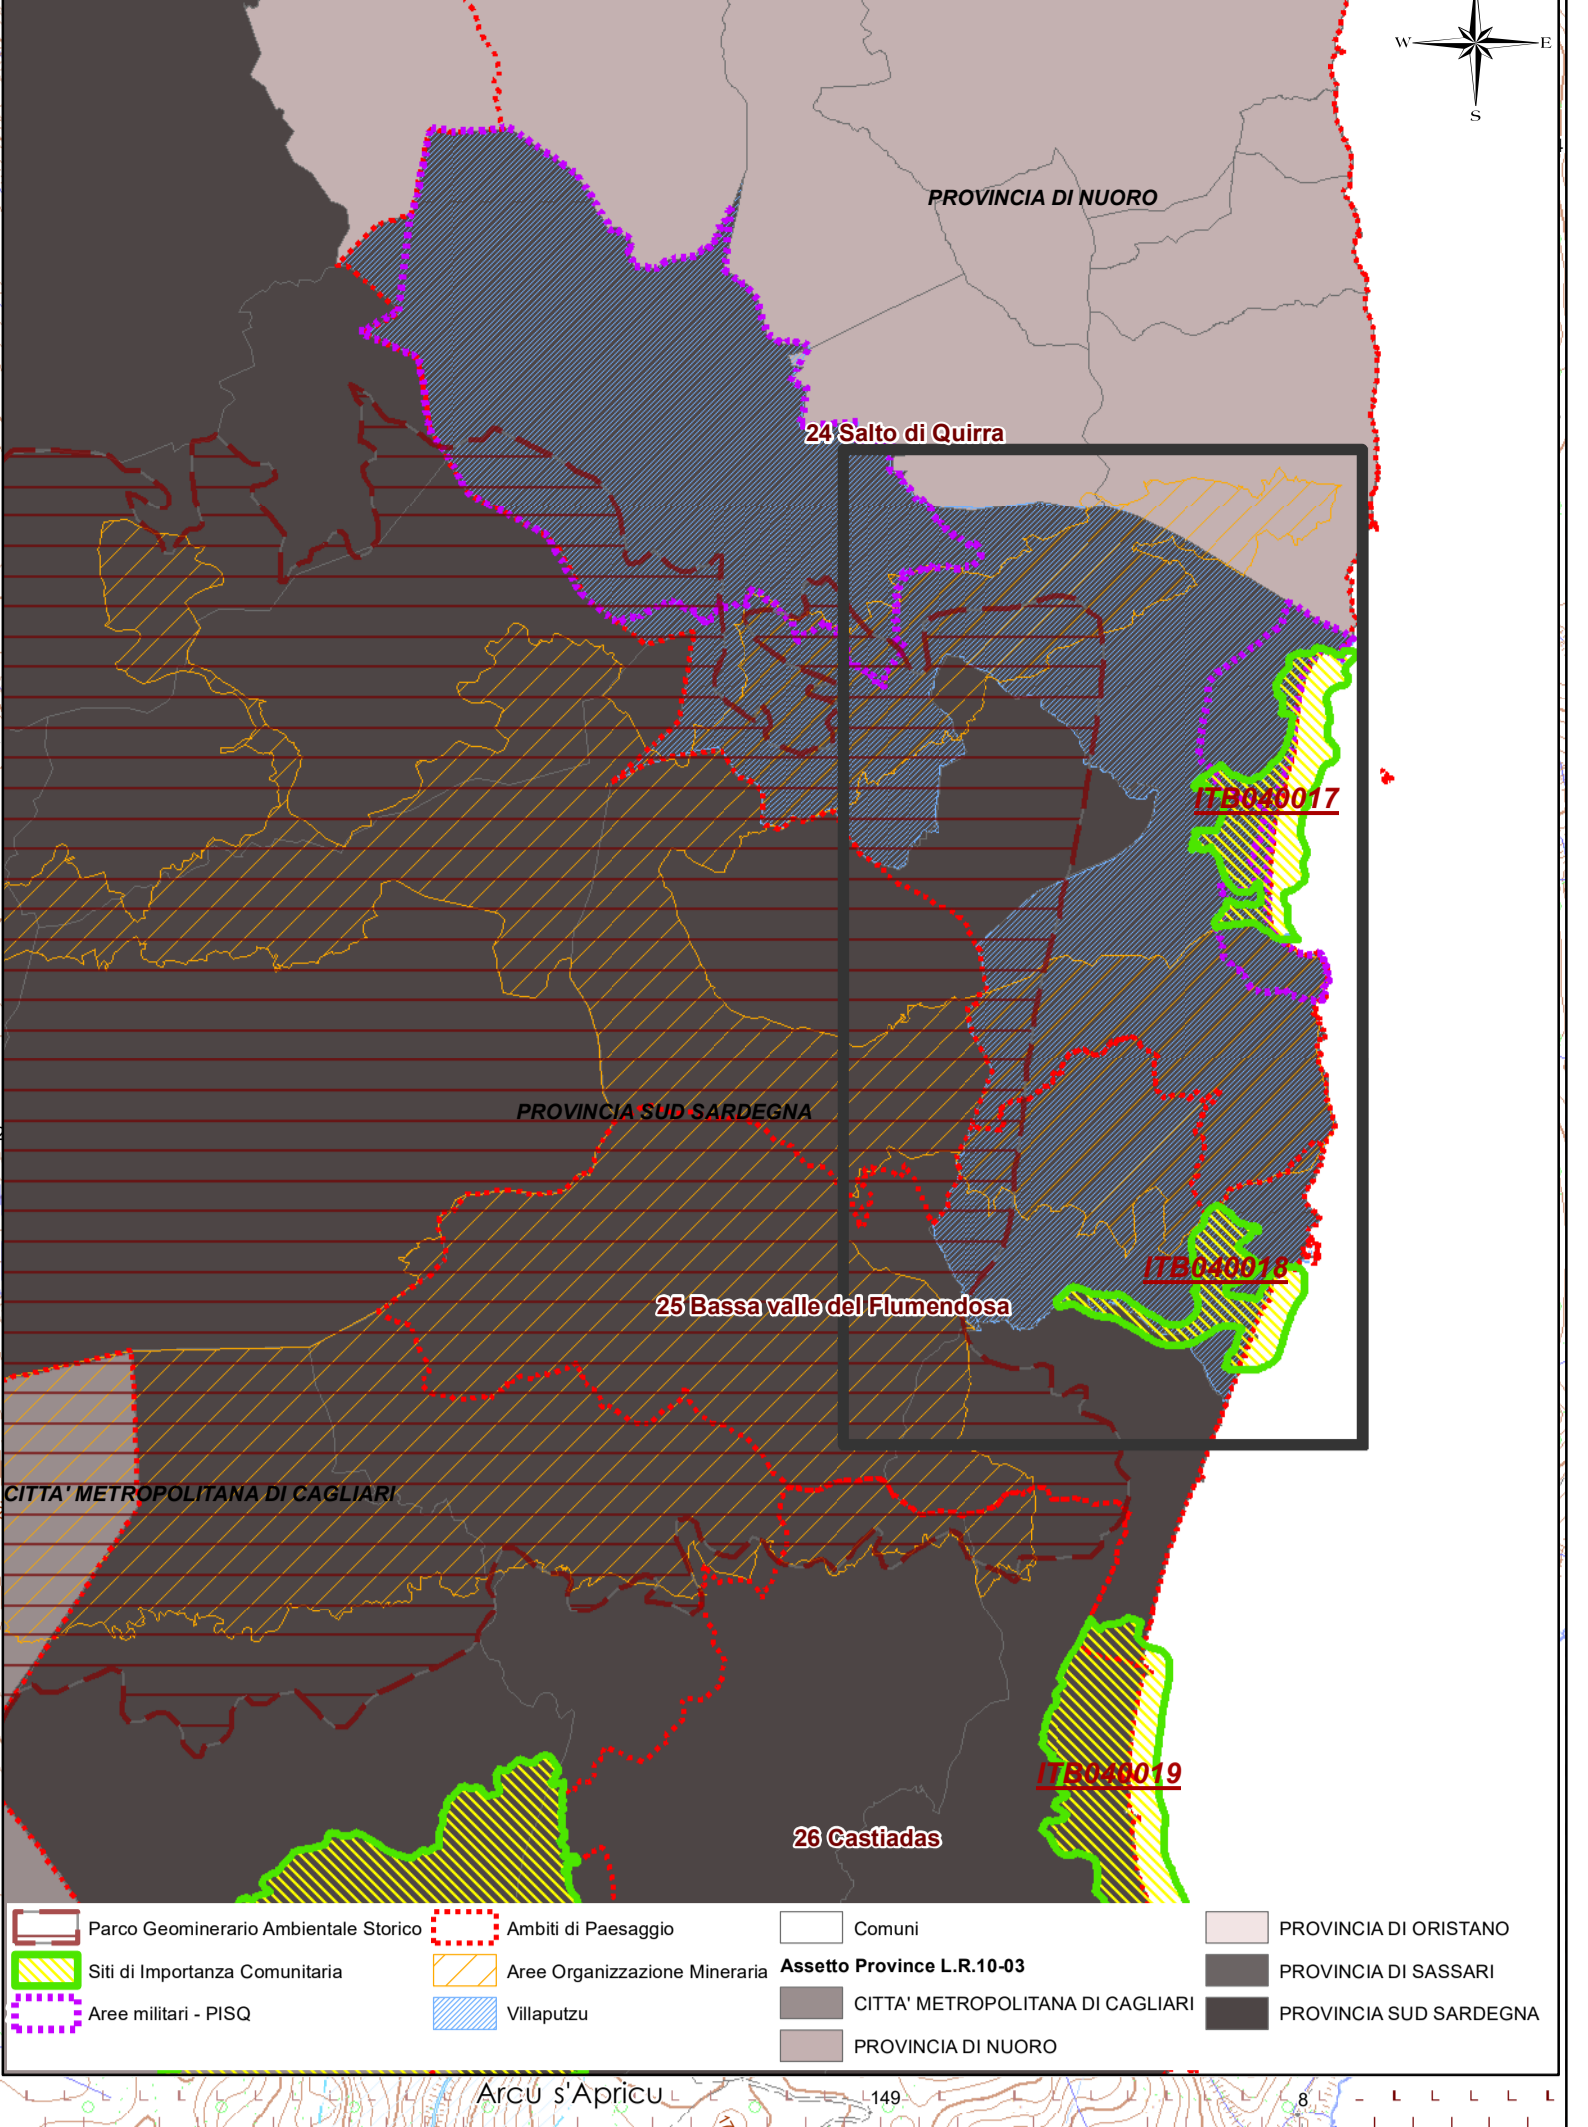 W E
S
PROVINCIA DI NUORO
24 Salto di Quirra
ITB040017
PROVINCIA SUD SARDEGNA
ITB040018
25 Bassa valle del Flumendosa
CITTA' METROPOLITANA DI CAGLIARI
ITB040019
26 Castiadas
Parco Geominerario Ambientale Storico
Siti di Importanza Comunitaria
Aree militari - PISQ
Ambiti di Paesaggio
Aree Organizzazione Mineraria
Villaputzu
Comuni
Assetto Province L.R.10-03
CITTA' METROPOLITANA DI CAGLIARI
PROVINCIA DI NUORO
PROVINCIA DI ORISTANO
PROVINCIA DI SASSARI
PROVINCIA SUD SARDEGNA
Arcu s'Apricu
149
8